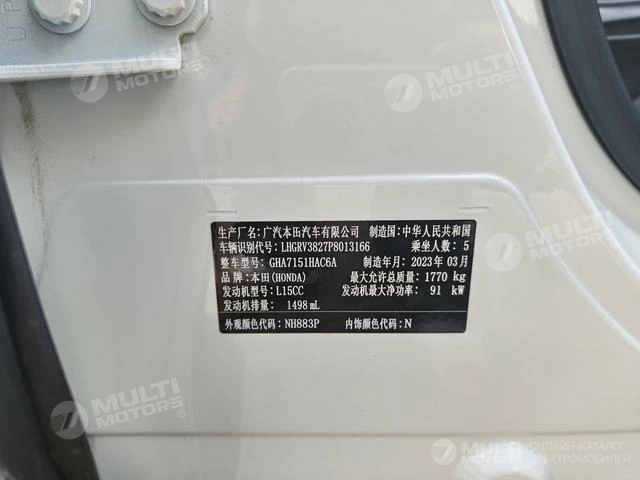 UP
MULTI
MOTORS®
MULTI
MOTORS®
生产厂名：广汽本田汽车有限公司 制造国：中华人民共和国
车辆识别代号：LHGRV3827P8013166 乘坐人数：5
整车型号：GHA7151HAC6A 制造年月：2023 年 03月
品牌：本田(HONDA) 最大允许总质量：1770 kg
发动机型号：L15CC 发动机最大净功率：91 kW
发动机排量：1498 mL
外观颜色代码：NH883P 内饰颜色代码：N
MULTI
MOTORS®
MULTI
MOTORS
ОНЛАЙН-КАТАЛОГ
ЭЛЕКТРОМОБИЛЕЙ